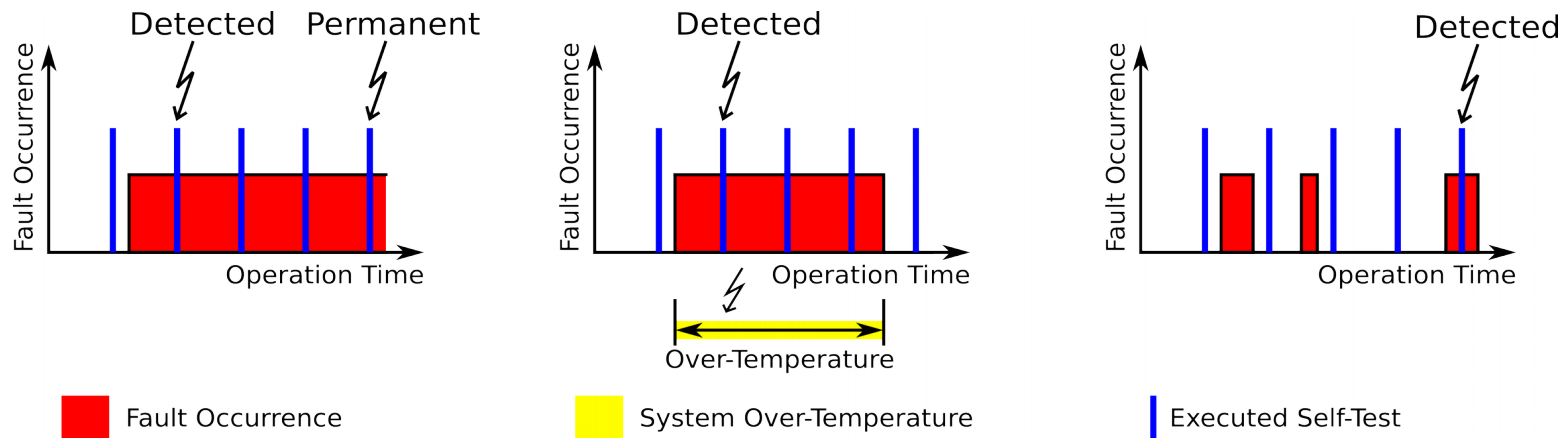 Detected
Permanent
Fault Occurrence
Operation Time
Detected
Fault Occurrence
Operation Time
Over-Temperature
Detected
Fault Occurrence
Operation Time
Fault Occurrence
System Over-Temperature
Executed Self-Test